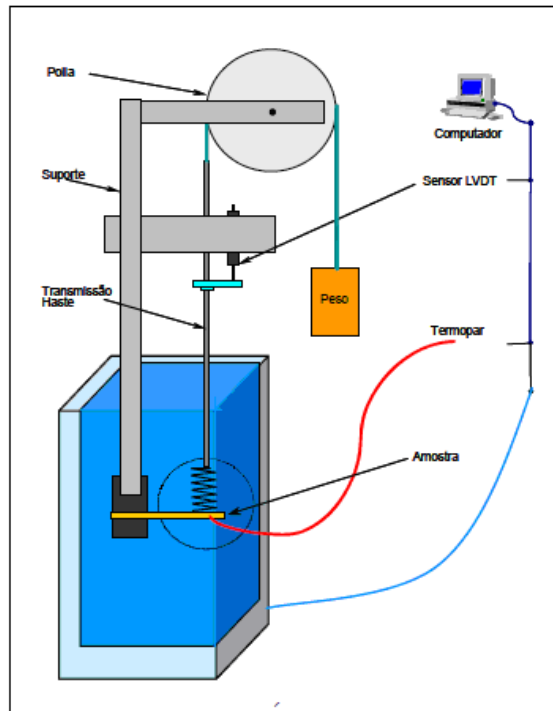 Polia
Computador
Suporte
Sensor LVDT
Transmissão
Haste
Peso
Termopar
Amostra